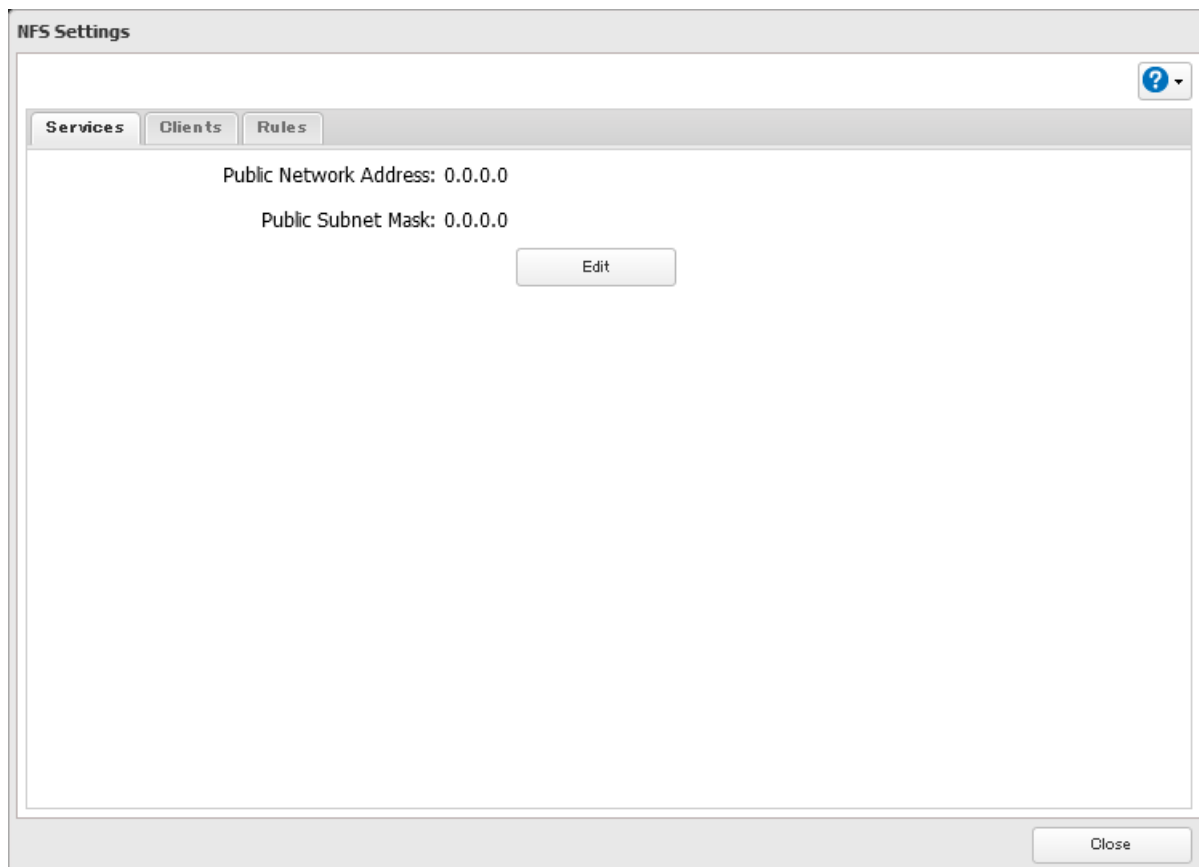 NFS Settings
?
Services Clients Rules
Public Network Address: 0.0.0.0
Public Subnet Mask: 0.0.0.0
Edit
Close